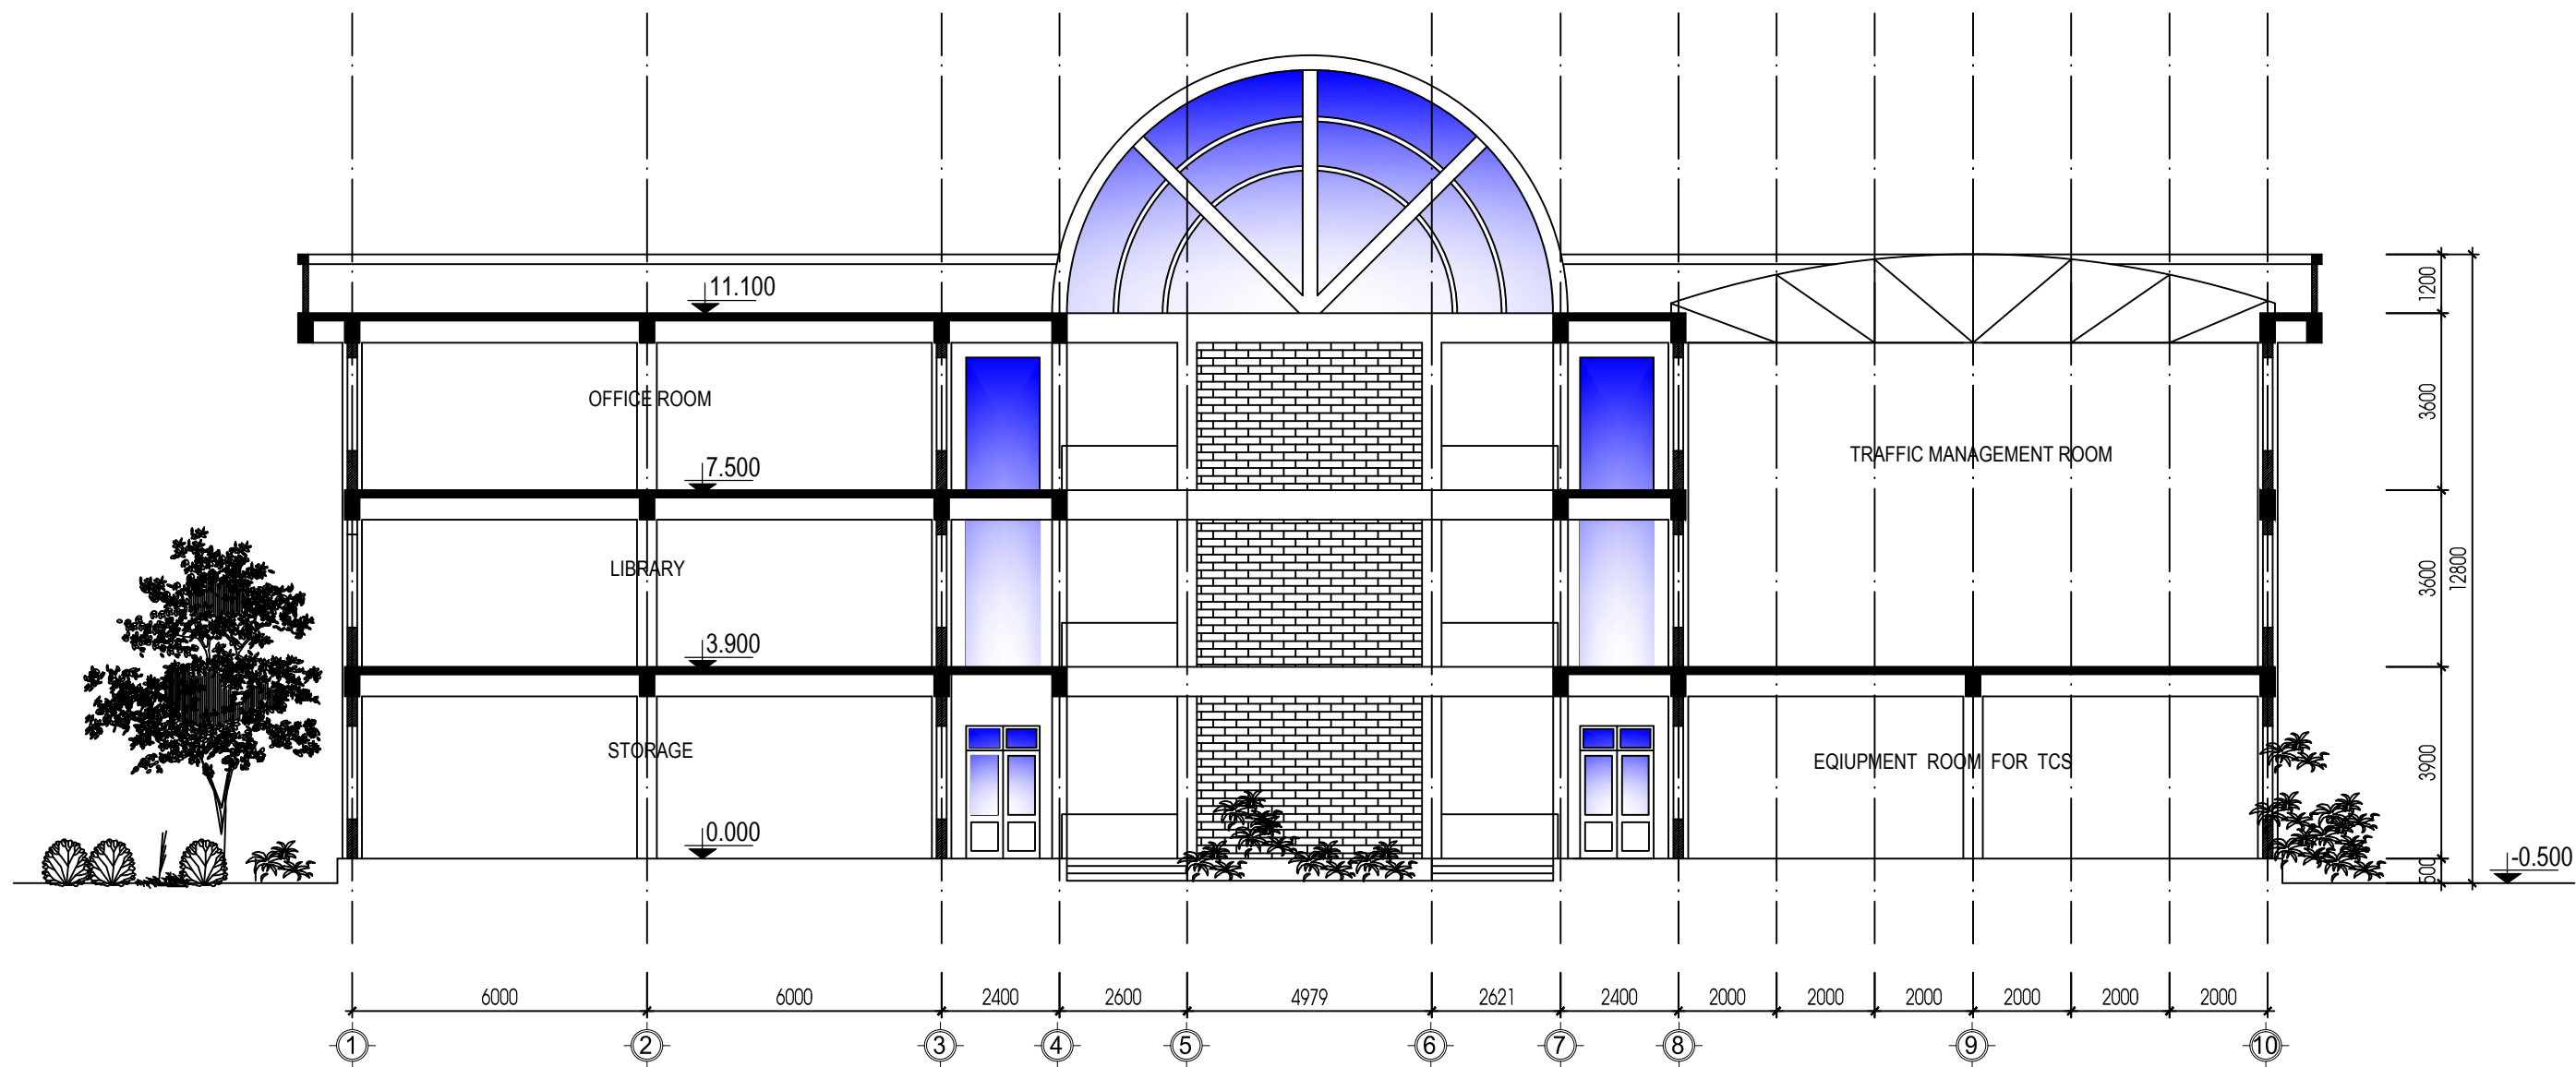 11.100
1200
OFFICE ROOM
3600
7.500
TRAFFIC MANAGEMENT ROOM
LIBRARY
3600
12800
3.900
STORAGE
EQIUPMENT ROOM FOR TCS
3900
0.000
500
-0.500
6000 6000 2400 2600 4979 2621 2400 2000 2000 2000 2000 2000 2000
1 2 3 4 5 6 7 8 9 10